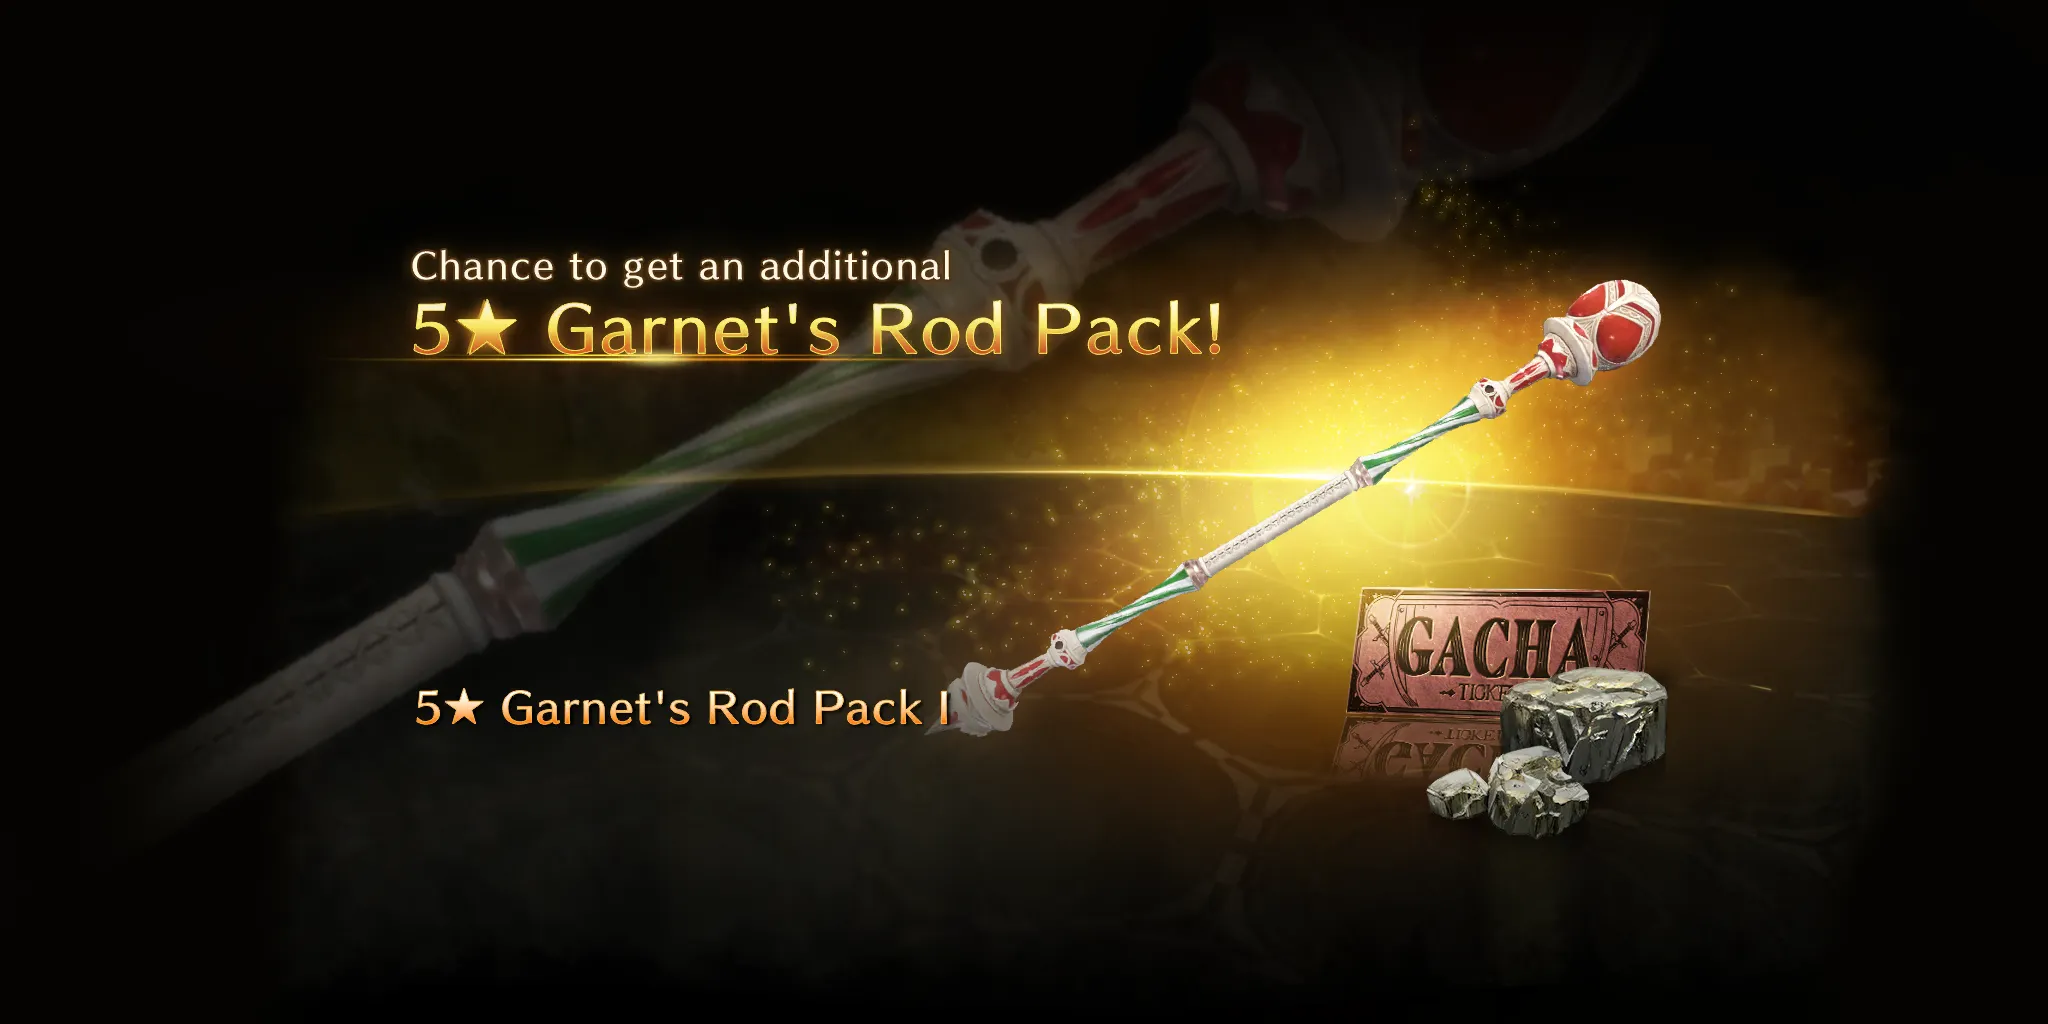 Chance to get an additional
5★ Garnet's Rod Pack!
5★ Garnet's Rod Pack I
GACHA